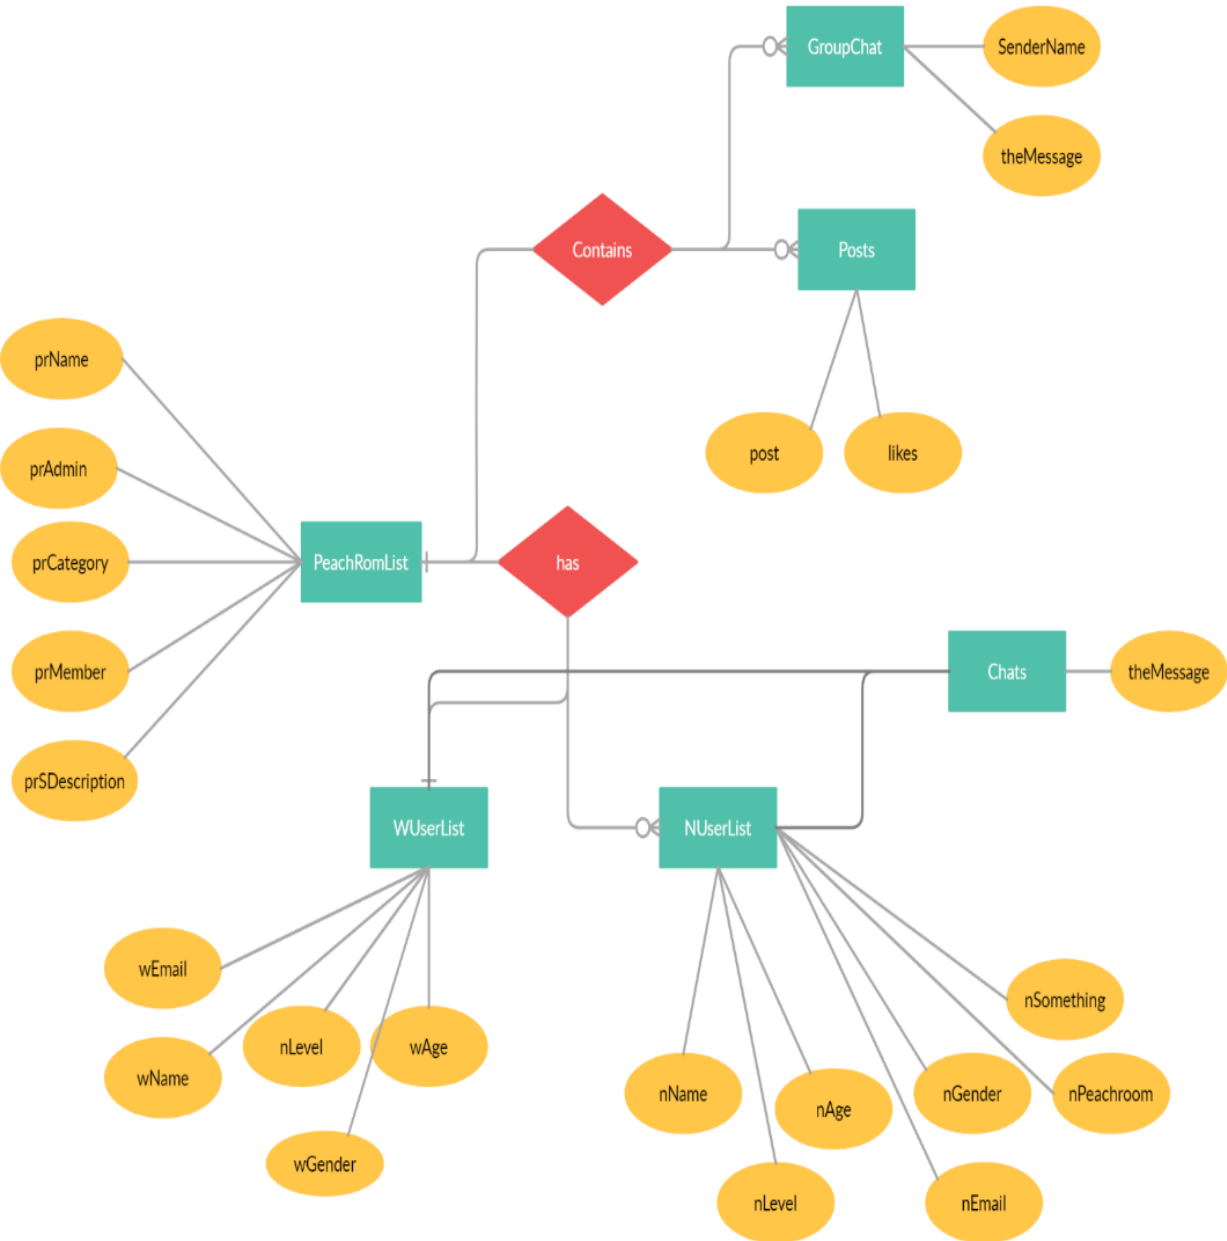 GroupChat
SenderName
theMessage
Contains
Posts
prName
post
likes
prAdmin
prCategory
PeachRomList
has
prMember
Chats
theMessage
prSDescription
WUserList
NUserList
wEmail
nSomething
nLevel
wAge
wName
nName
nAge
nGender
nPeachroom
wGender
nLevel
nEmail